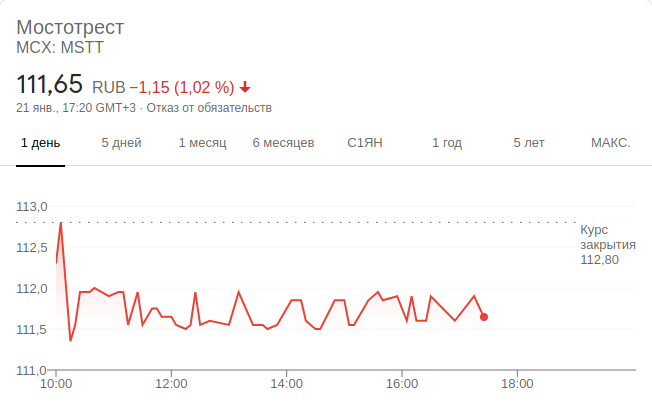 Мостотрест
MCX: MSTT
111,65 RUB −1,15 (1,02 %)
21 янв., 17:20 GMT+3 · Отказ от обязательств
1 день 5 дней 1 месяц 6 месяцев С1ЯН 1 год 5 лет МАКС.
113,0
Курс
закрытия
112,80
112,5
112,0
111,5
111,0
10:00 12:00 14:00 16:00 18:00